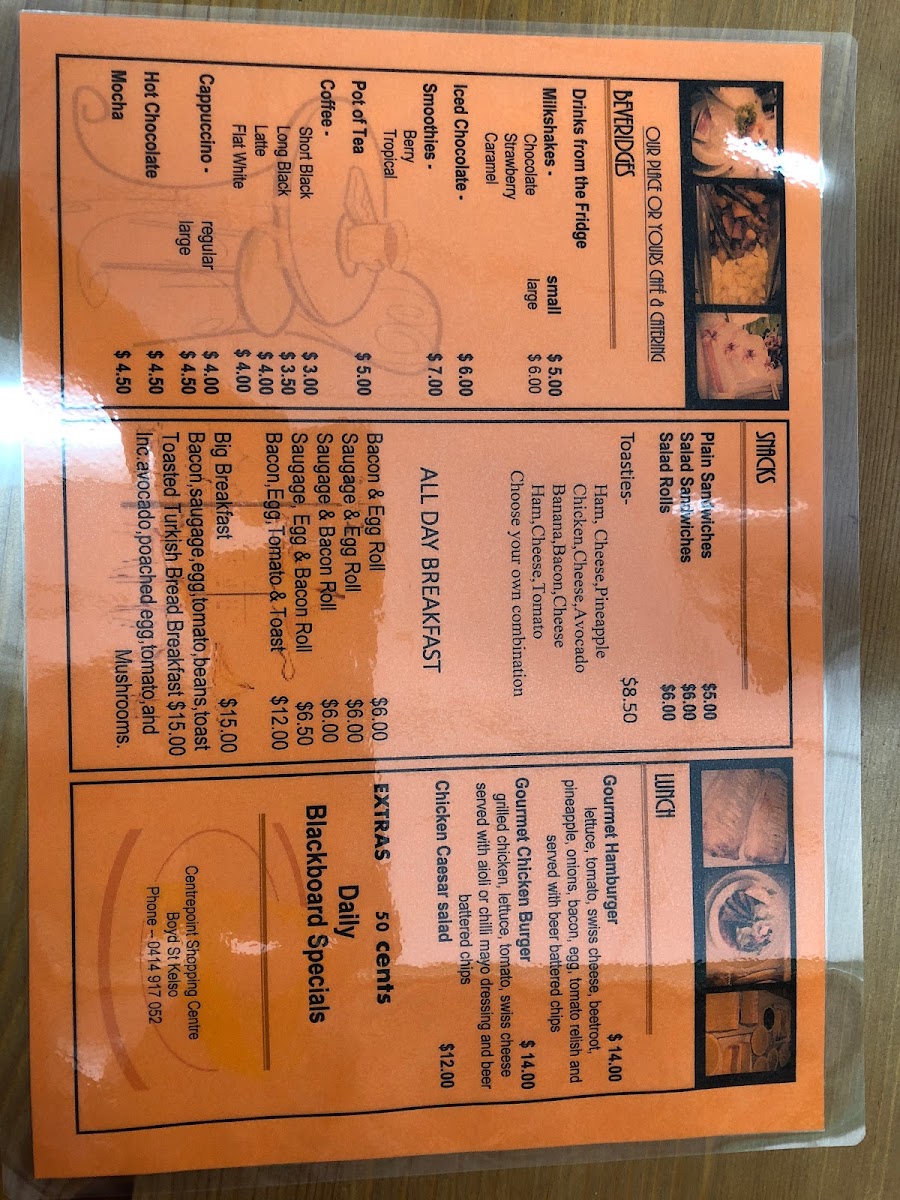 OUR PLACE OR YOURS CAFÉ & CATERING
BEVERIDGES
Drinks from the Fridge
Milkshakes - small $ 5.00
Chocolate large $ 6.00
Strawberry
Caramel
Iced Chocolate - $ 6.00
Smoothies - $ 7.00
Berry
Tropical
Pot of Tea $ 5.00
Coffee -
Short Black $ 3.00
Long Black $ 3.50
Latte $ 4.00
Flat White $ 4.00
Cappuccino - regular $ 4.00
large $ 4.50
Hot Chocolate $ 4.50
Mocha $ 4.50
SNACKS
Plain Sandwiches $5.00
Salad Sandwiches $6.00
Salad Rolls $6.00
Toasties- $8.50
Ham, Cheese,Pineapple
Chicken,Cheese,Avocado
Banana,Bacon,Cheese
Ham,Cheese,Tomato
Choose your own combination
ALL DAY BREAKFAST
Bacon & Egg Roll $6.00
Saugage & Egg Roll $6.00
Saugage & Bacon Roll $6.00
Saugage, Egg & Bacon Roll $6.50
Bacon,Egg,Tomato & Toast $12.00
Big Breakfast $15.00
Bacon,saugage,egg,tomato,beans,toast
Toasted Turkish Bread Breakfast $15.00
Inc.avocado,poached egg,tomato,and
Mushrooms.
LUNCH
Gourmet Hamburger $ 14.00
lettuce, tomato, swiss cheese, beetroot,
pineapple, onions, bacon, egg, tomato relish and
served with beer battered chips
Gourmet Chicken Burger $ 14.00
grilled chicken, lettuce, tomato, swiss cheese
served with aioli or chilli mayo dressing and beer
battered chips
Chicken Caesar salad $12.00
EXTRAS 50 cents
Daily
Blackboard Specials
Centrepoint Shopping Centre
Boyd St Kelso
Phone – 0414 917 052